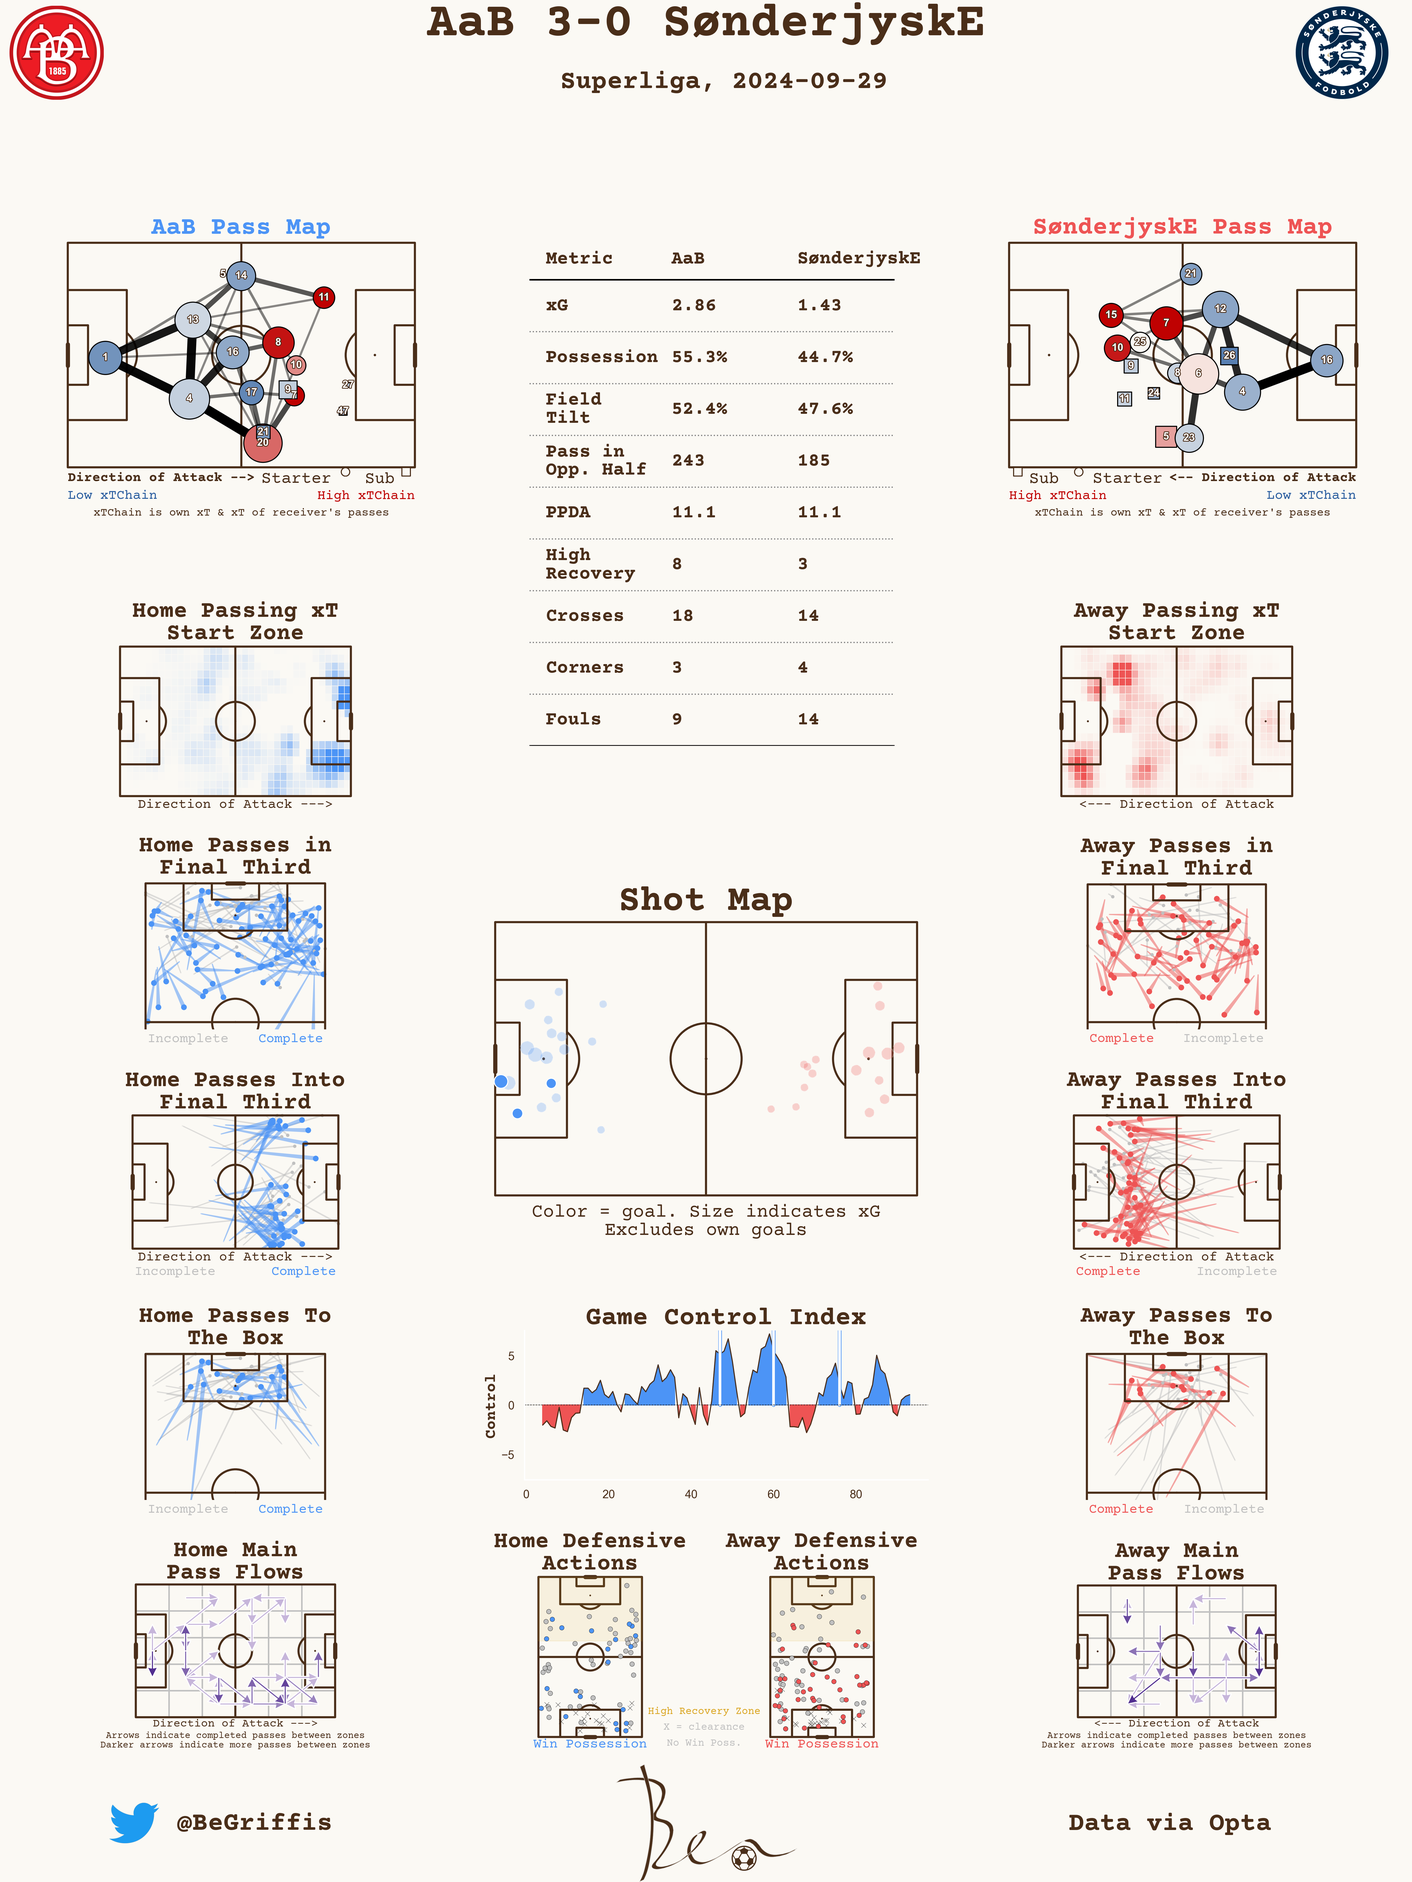 AaB 3-0 SønderjyskE
Superliga, 2024-09-29
1885
SØNDERJYSKE
FODBOLD
AaB Pass Map
5 14 11 13 8 1 16 10 17 9 7 27 4 47 21 20
Direction of Attack --> Starter Sub
Low xTChain High xTChain
xTChain is own xT & xT of receiver's passes
Metric AaB SønderjyskE
xG 2.86 1.43
Possession 55.3% 44.7%
Field
Tilt 52.4% 47.6%
Pass in
Opp. Half 243 185
PPDA 11.1 11.1
High
Recovery 8 3
Crosses 18 14
Corners 3 4
Fouls 9 14
SønderjyskE Pass Map
21 15 7 12 10 25 26 16 9 8 6 11 24 4 5 23
Sub Starter <-- Direction of Attack
High xTChain Low xTChain
xTChain is own xT & xT of receiver's passes
Home Passing xT
Start Zone
Direction of Attack --->
Away Passing xT
Start Zone
<--- Direction of Attack
Home Passes in
Final Third
Incomplete Complete
Away Passes in
Final Third
Complete Incomplete
Shot Map
Color = goal. Size indicates xG
Excludes own goals
Home Passes Into
Final Third
Direction of Attack --->
Incomplete Complete
Away Passes Into
Final Third
<--- Direction of Attack
Complete Incomplete
Home Passes To
The Box
Incomplete Complete
Game Control Index
Control
5
0
−5
0 20 40 60 80
Away Passes To
The Box
Complete Incomplete
Home Main
Pass Flows
Direction of Attack --->
Arrows indicate completed passes between zones
Darker arrows indicate more passes between zones
Home Defensive
Actions
Win Possession
High Recovery Zone
X = clearance
No Win Poss.
Away Defensive
Actions
Win Possession
Away Main
Pass Flows
<--- Direction of Attack
Arrows indicate completed passes between zones
Darker arrows indicate more passes between zones
@BeGriffis
Ben
Data via Opta